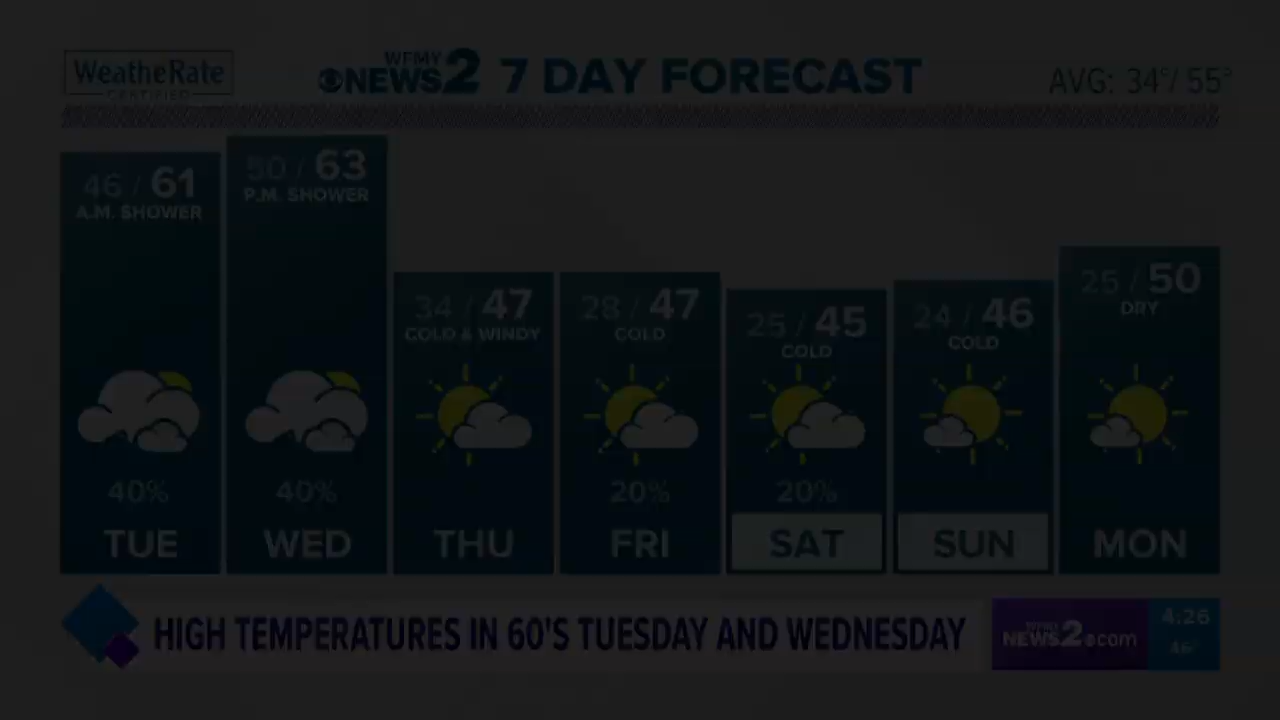 WeatheRate
CERTIFIED
WFMY
NEWS 2 7 DAY FORECAST
AVG: 34°/ 55°
46 / 61
A.M. SHOWER
40%
TUE
50 / 63
P.M. SHOWER
40%
WED
34 / 47
COLD & WINDY
THU
28 / 47
COLD
20%
FRI
25 / 45
COLD
20%
SAT
24 / 46
COLD
SUN
25 / 50
DRY
MON
HIGH TEMPERATURES IN 60'S TUESDAY AND WEDNESDAY
WFMY
NEWS2.com
4:26
46°